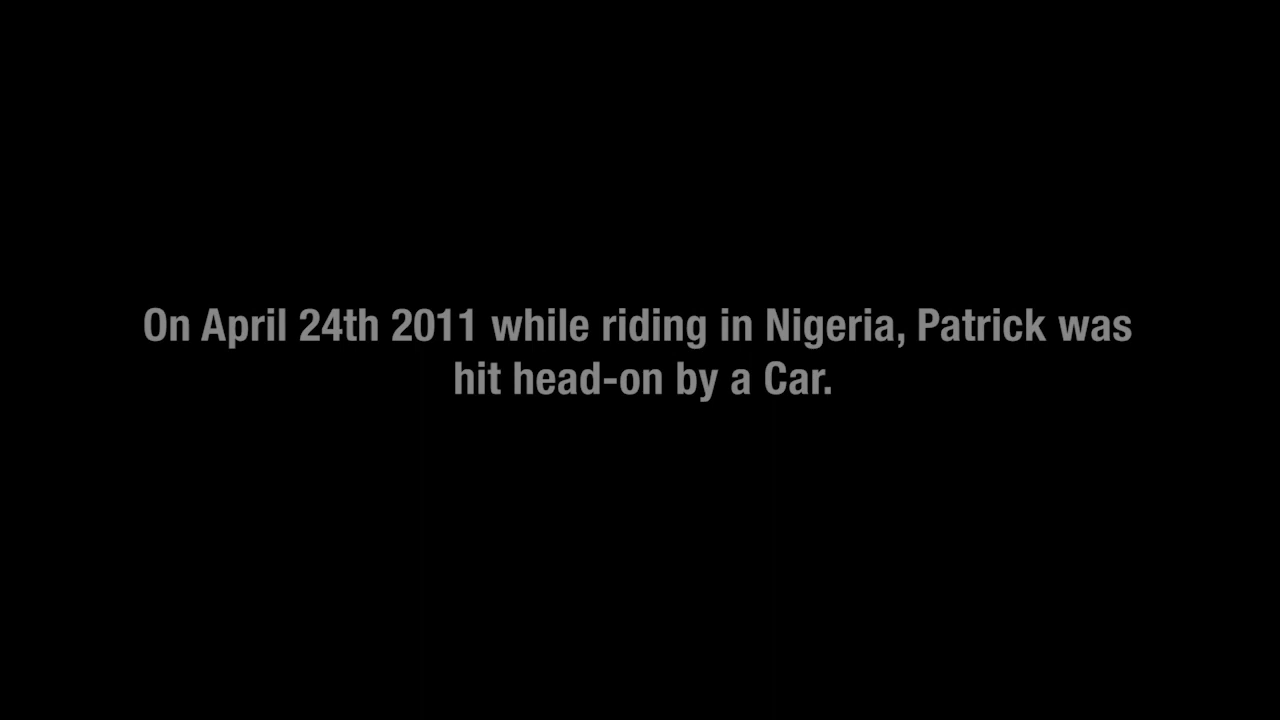 On April 24th 2011 while riding in Nigeria, Patrick was
hit head-on by a Car.